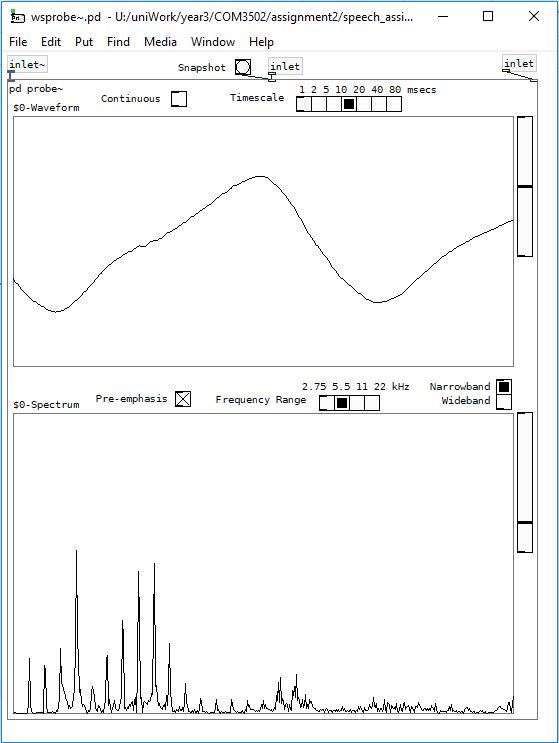 wsprobe~.pd - U:/uniWork/year3/COM3502/assignment2/speech_assi...
File Edit Put Find Media Window Help
inlet~ Snapshot inlet inlet
pd probe~
Continuous Timescale 1 2 5 10 20 40 80 msecs
$0-Waveform
2.75 5.5 11 22 kHz Narrowband
Pre-emphasis Frequency Range Wideband
$0-Spectrum